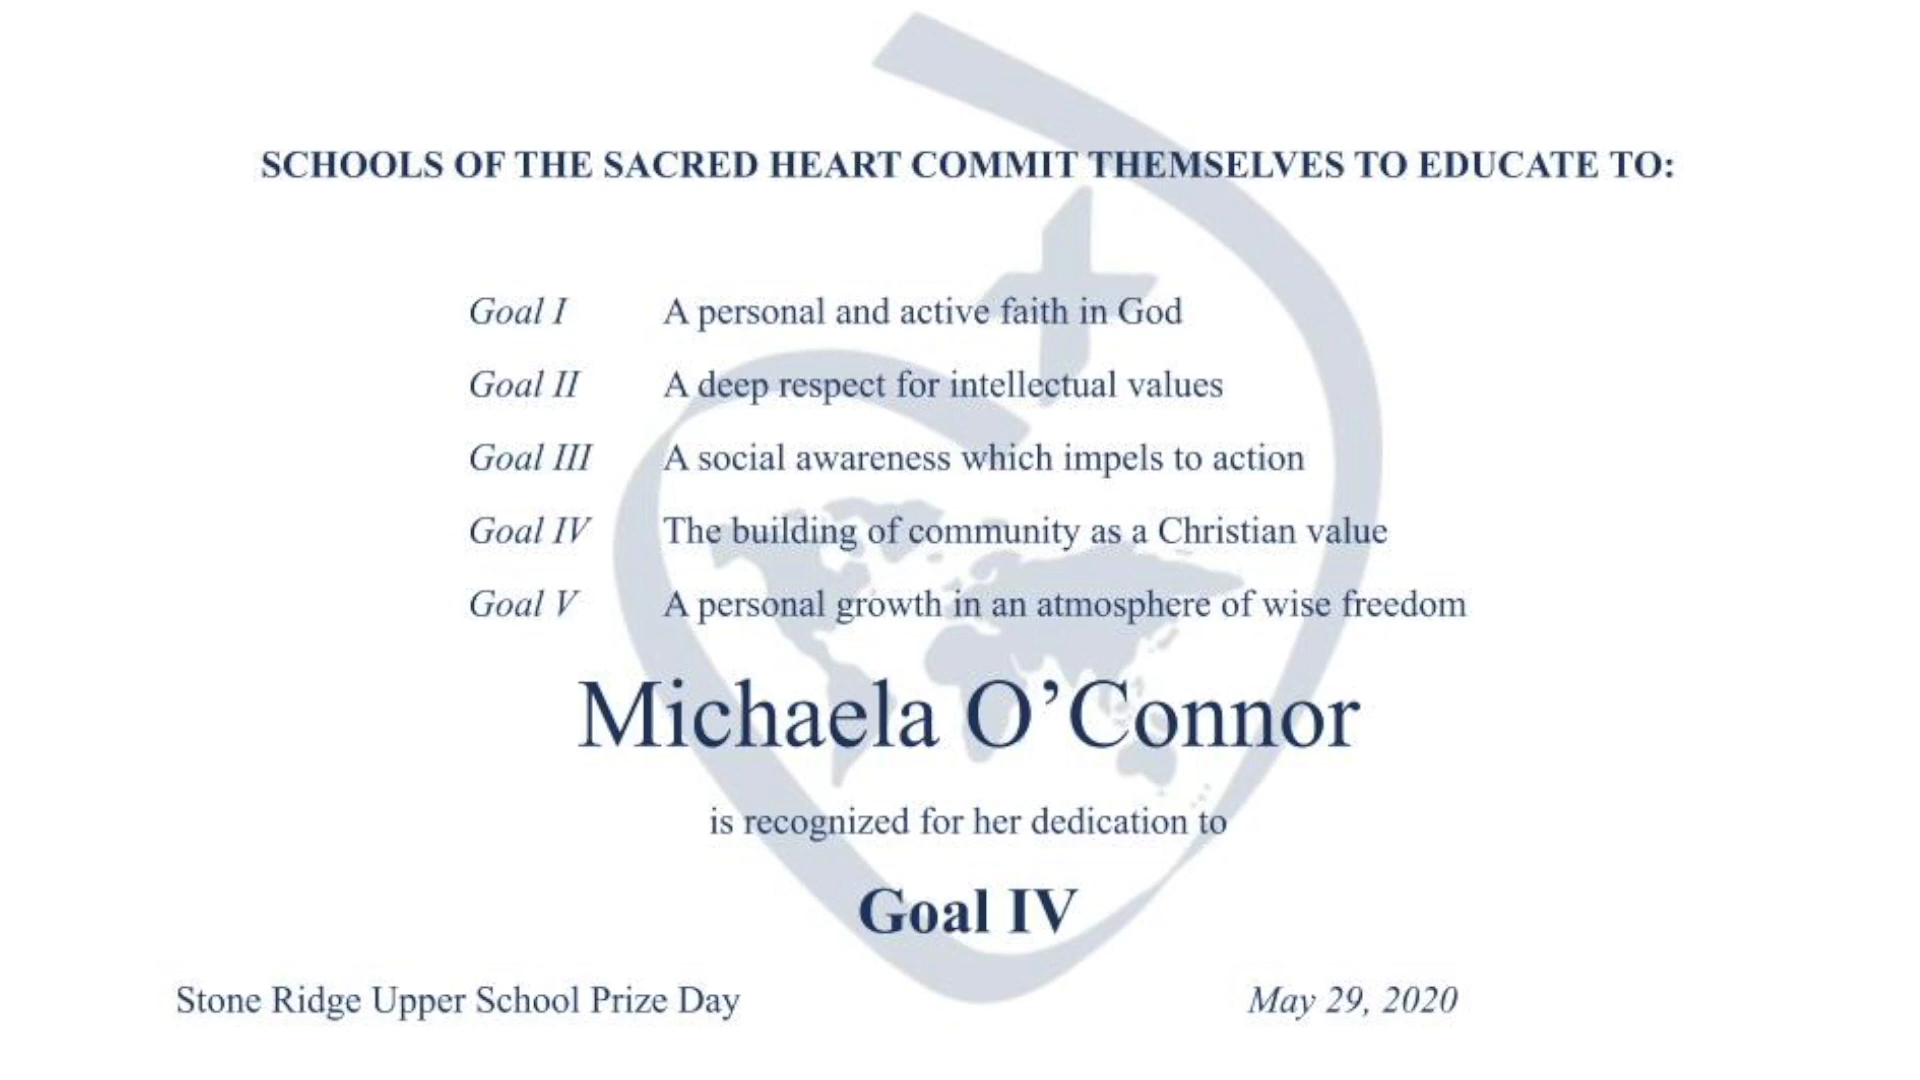 SCHOOLS OF THE SACRED HEART COMMIT THEMSELVES TO EDUCATE TO:
Goal I A personal and active faith in God
Goal II A deep respect for intellectual values
Goal III A social awareness which impels to action
Goal IV The building of community as a Christian value
Goal V A personal growth in an atmosphere of wise freedom
Michaela O’Connor
is recognized for her dedication to
Goal IV
Stone Ridge Upper School Prize Day May 29, 2020